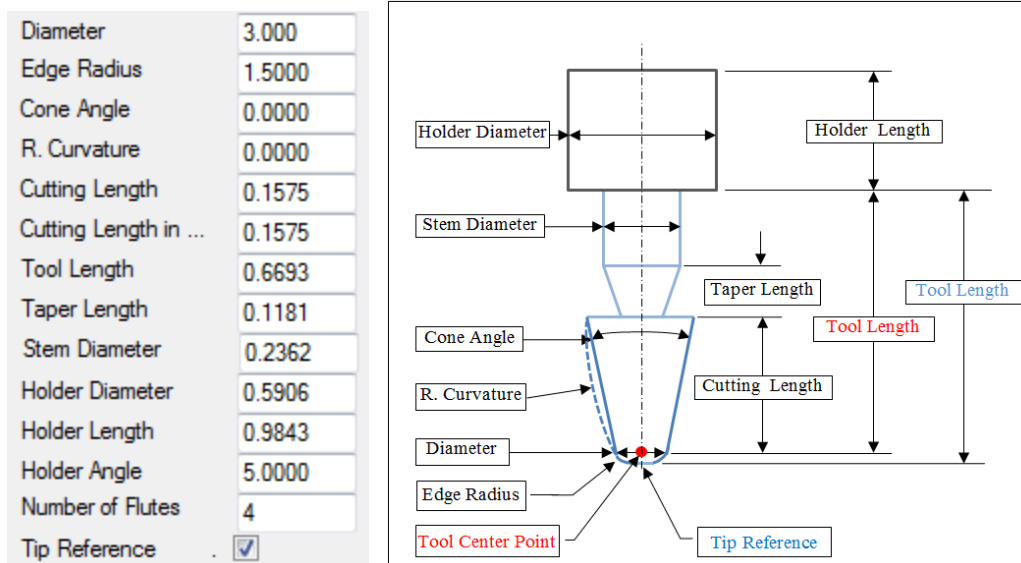 Diameter 3.000
Edge Radius 1.5000
Cone Angle 0.0000
R. Curvature 0.0000
Cutting Length 0.1575
Cutting Length in ... 0.1575
Tool Length 0.6693
Taper Length 0.1181
Stem Diameter 0.2362
Holder Diameter 0.5906
Holder Length 0.9843
Holder Angle 5.0000
Number of Flutes 4
Tip Reference .
Holder Diameter
Holder Length
Stem Diameter
Taper Length
Tool Length
Tool Length
Cone Angle
Cutting Length
R. Curvature
Diameter
Edge Radius
Tool Center Point
Tip Reference